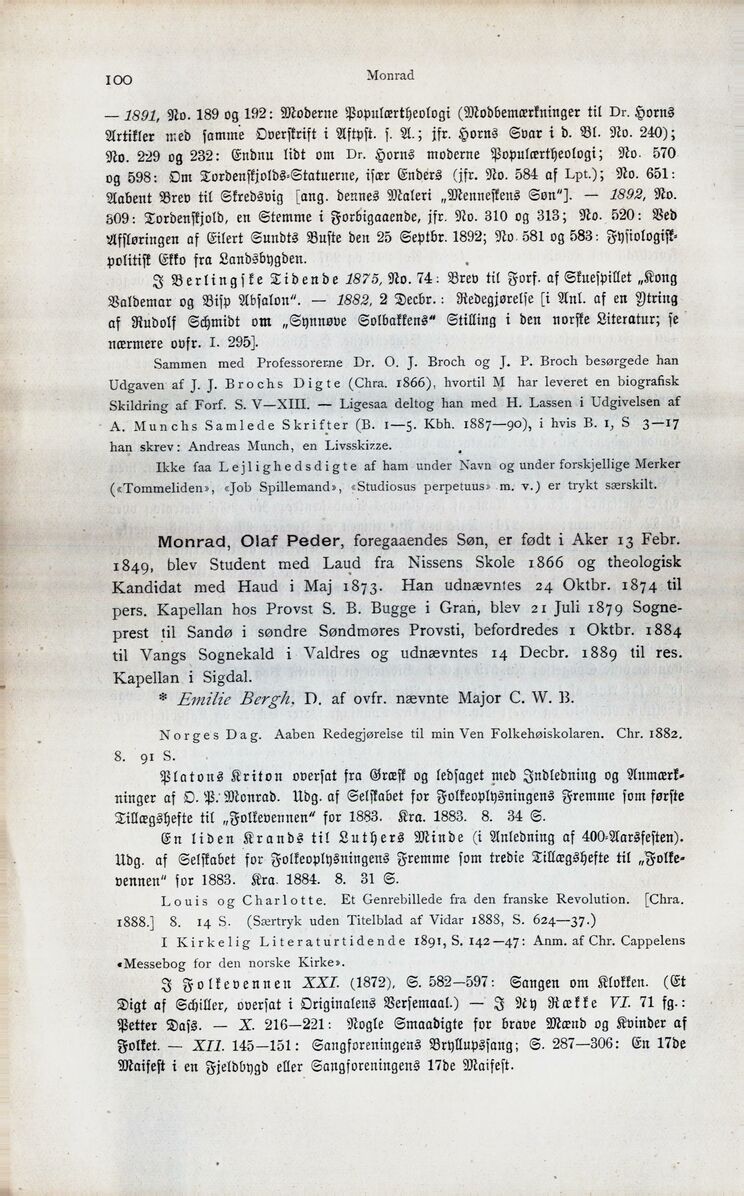 100
Monrad
— 1891, No. 189 og 192: Moderne Populærtheologi (Modbemærkninger til Dr. Horns
Artikler med samme Overskrift i Aftpst. s. A.; jfr. Horns Svar i d. Bl. No. 240);
No. 229 og 232: Endnu lidt om Dr. Horns moderne Populærtheologi; No. 570
og 598: Om Tordenskjolds-Statuerne, især Enders (jfr. No. 584 af Lpt.); No. 651:
Aabent Brev til Skredsvig [ang. dennes Maleri „Menneskens Søn"]. — 1892, No.
309: Tordenskjold, en Stemme i Forbigaaende, jfr. No. 310 og 313; No. 520: Ved
Afsløringen af Eilert Sundts Buste den 25 Septbr. 1892; No. 581 og 583: Fysiologisk-
politisk Ekko fra Landsbygden.
I Berlingske Tidende 1875, No. 74: Brev til Forf. af Skuespillet „Kong
Valdemar og Bisp Absalon". — 1882, 2 Decbr.: Redegjørelse [i Anl. af en Ytring
af Rudolf Schmidt om „Synnøve Solbakkens" Stilling i den norske Literatur; se
nærmere ovfr. I. 295].
Sammen med Professorerne Dr. O. J. Broch og J. P. Broch besørgede han
Udgaven af J. J. Brochs Digte (Chra. 1866), hvortil M har leveret en biografisk
Skildring af Forf. S. V—XIII. — Ligesaa deltog han med H. Lassen i Udgivelsen af
A. Munchs Samlede Skrifter (B. 1—5. Kbh. 1887—90), i hvis B. 1, S 3—17
han skrev: Andreas Munch, en Livsskizze.
Ikke faa Lejlighedsdigte af ham under Navn og under forskjellige Merker
(«Tommeliden», «Job Spillemand», «Studiosus perpetuus» m. v.) er trykt særskilt.
Monrad, Olaf Peder, foregaaendes Søn, er født i Aker 13 Febr.
1849, blev Student med Laud fra Nissens Skole 1866 og theologisk
Kandidat med Haud i Maj 1873. Han udnævntes 24 Oktbr. 1874 til
pers. Kapellan hos Provst S. B. Bugge i Gran, blev 21 Juli 1879 Sogne-
prest til Sandø i søndre Søndmøres Provsti, befordredes 1 Oktbr. 1884
til Vangs Sognekald i Valdres og udnævntes 14 Decbr. 1889 til res.
Kapellan i Sigdal.
* Emilie Bergh, D. af ovfr. nævnte Major C. W. B.
Norges Dag. Aaben Redegjørelse til min Ven Folkehøiskolaren. Chr. 1882.
8. 91 S.
Platons Kriton oversat fra Græsk og ledsaget med Indledning og Anmærk-
ninger af O. P. Monrad. Udg. af Selskabet for Folkeoplysningens Fremme som første
Tillægshefte til „Folkevennen" for 1883. Kra. 1883. 8. 34 S.
En liden Krands til Luthers Minde (i Anledning af 400-Aarsfesten).
Udg. af Selskabet for Folkeoplysningens Fremme som tredie Tillægshefte til „Folke-
vennen" for 1883. Kra. 1884. 8. 31 S.
Louis og Charlotte. Et Genrebillede fra den franske Revolution. [Chra.
1888.] 8. 14 S. (Særtryk uden Titelblad af Vidar 1888, S. 624—37.)
I Kirkelig Literaturtidende 1891, S. 142—47: Anm. af Chr. Cappelens
«Messebog for den norske Kirke».
I Folkevennen XXI. (1872), S. 582—597: Sangen om Klokken. (Et
Digt af Schiller, oversat i Originalens Versemaal.) — I Ny Række VI. 71 fg.:
Petter Dass. — X. 216—221: Nogle Smaadigte for brave Mænd og Kvinder af
Folket. — XII. 145—151: Sangforeningens Bryllupssang; S. 287—306: En 17de
Maifest i en Fjeldbygd eller Sangforeningens 17de Maifest.